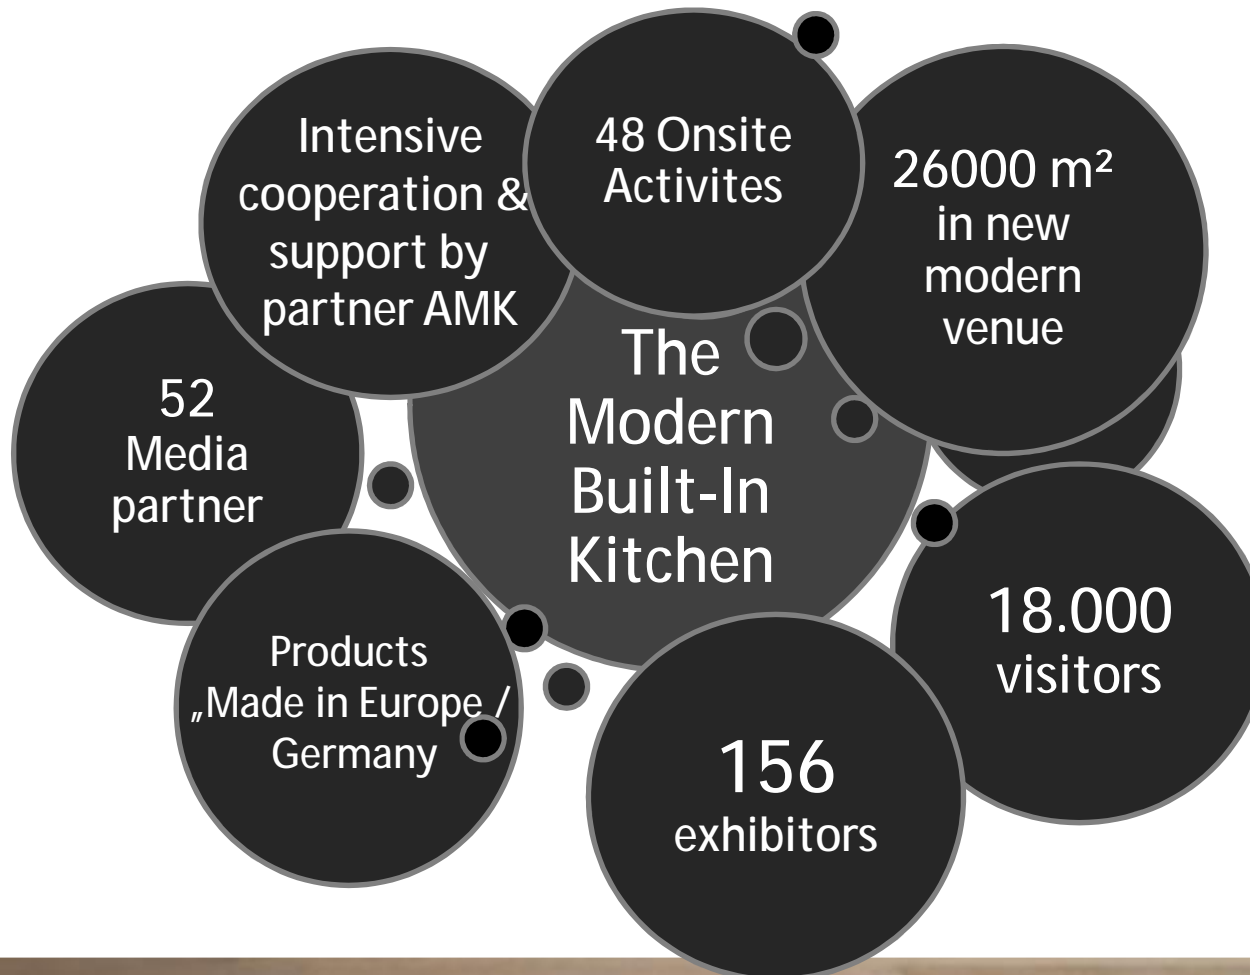 Intensive
cooperation &
support by
partner AMK
48 Onsite
Activites
26000 m²
in new
modern
venue
52
Media
partner
The
Modern
Built-In
Kitchen
18.000
visitors
Products
„Made in Europe /
Germany
156
exhibitors